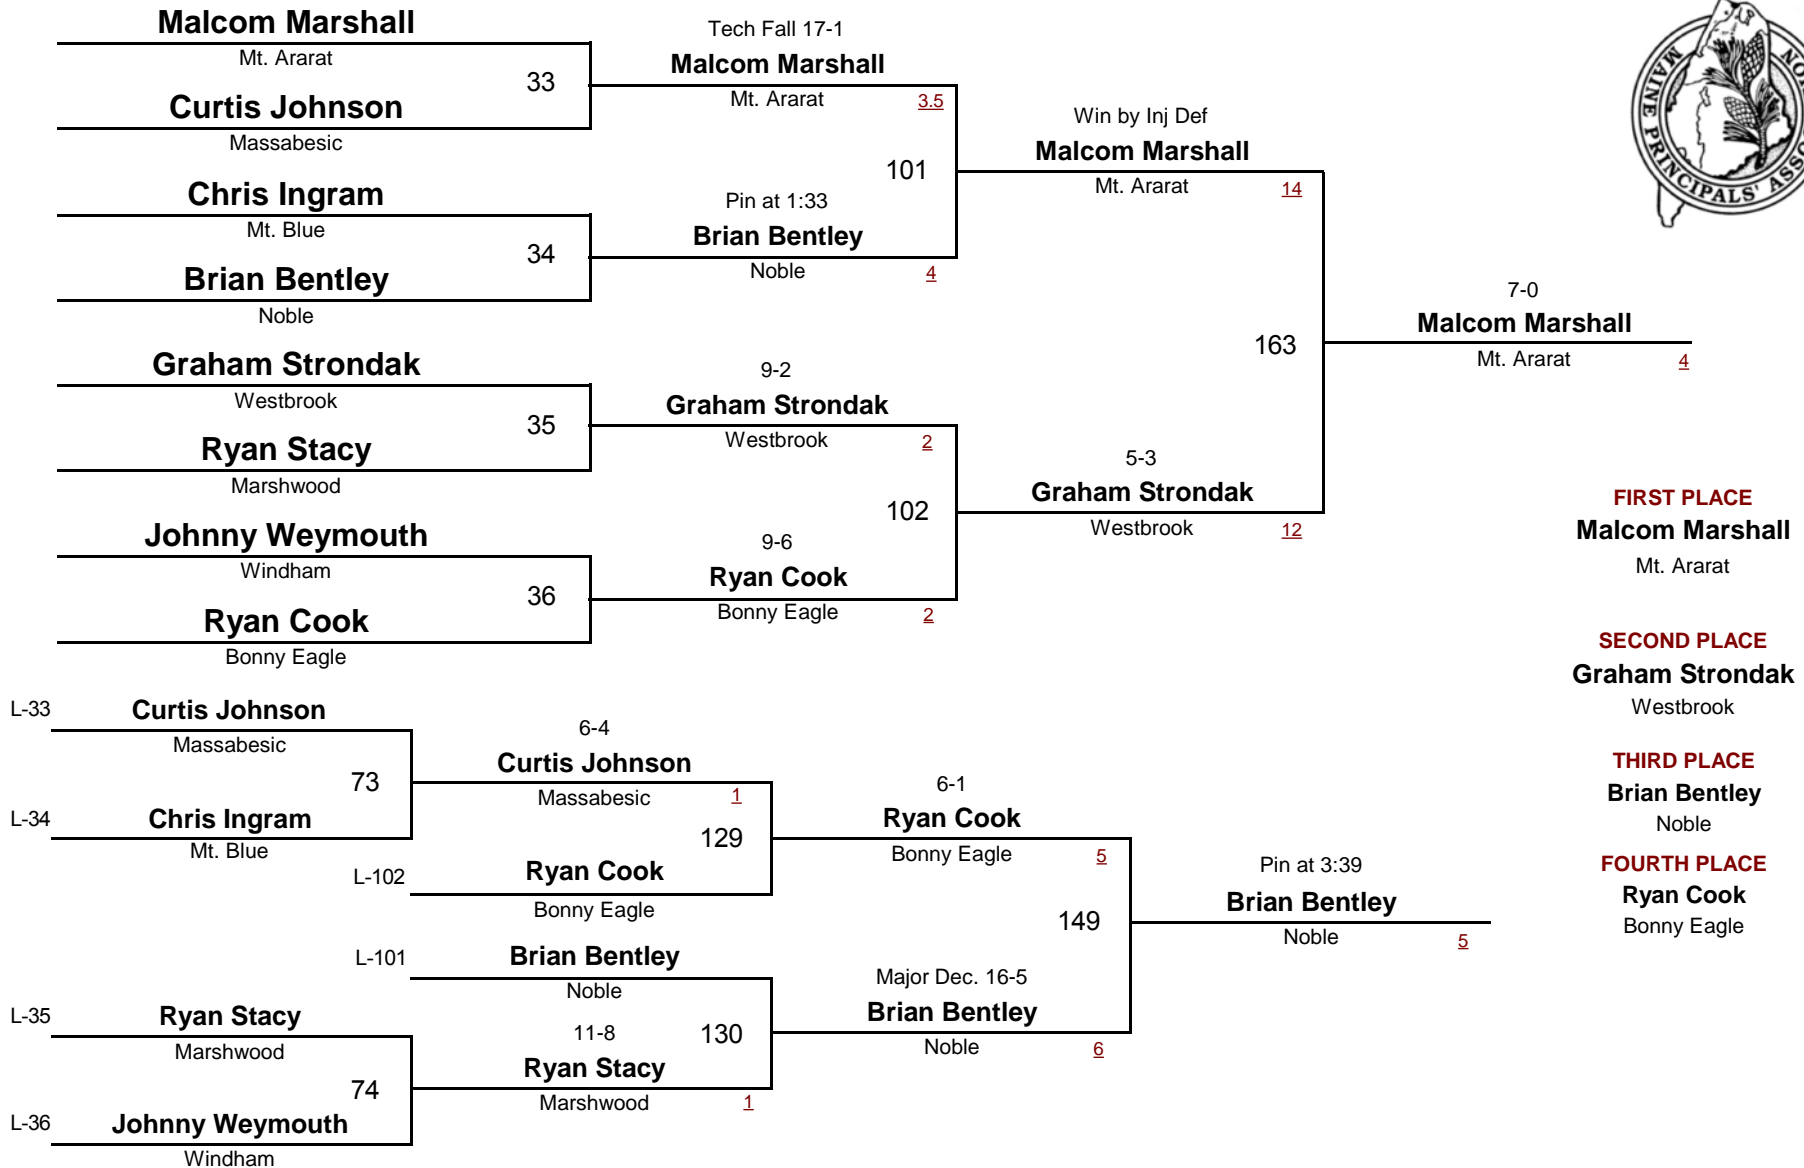 Malcom Marshall
Mt. Ararat
33
Curtis Johnson
Massabesic
Chris Ingram
Mt. Blue
34
Brian Bentley
Noble
Graham Strondak
Westbrook
35
Ryan Stacy
Marshwood
Johnny Weymouth
Windham
36
Ryan Cook
Bonny Eagle
Tech Fall 17-1
Malcom Marshall
Mt. Ararat 3.5
101
Pin at 1:33
Brian Bentley
Noble 4
9-2
Graham Strondak
Westbrook 2
102
9-6
Ryan Cook
Bonny Eagle 2
Win by Inj Def
Malcom Marshall
Mt. Ararat 14
163
5-3
Graham Strondak
Westbrook 12
7-0
Malcom Marshall
Mt. Ararat 4
MAINE PRINCIPALS'
L-33 Curtis Johnson
Massabesic
73
L-34 Chris Ingram
Mt. Blue
6-4
Curtis Johnson
Massabesic 1
129
L-102 Ryan Cook
Bonny Eagle
L-101 Brian Bentley
Noble
130
L-35 Ryan Stacy
Marshwood
74
L-36 Johnny Weymouth
Windham
11-8
Ryan Stacy
Marshwood 1
6-1
Ryan Cook
Bonny Eagle 5
149
Major Dec. 16-5
Brian Bentley
Noble 6
Pin at 3:39
Brian Bentley
Noble 5
FIRST PLACE
Malcom Marshall
Mt. Ararat
SECOND PLACE
Graham Strondak
Westbrook
THIRD PLACE
Brian Bentley
Noble
FOURTH PLACE
Ryan Cook
Bonny Eagle